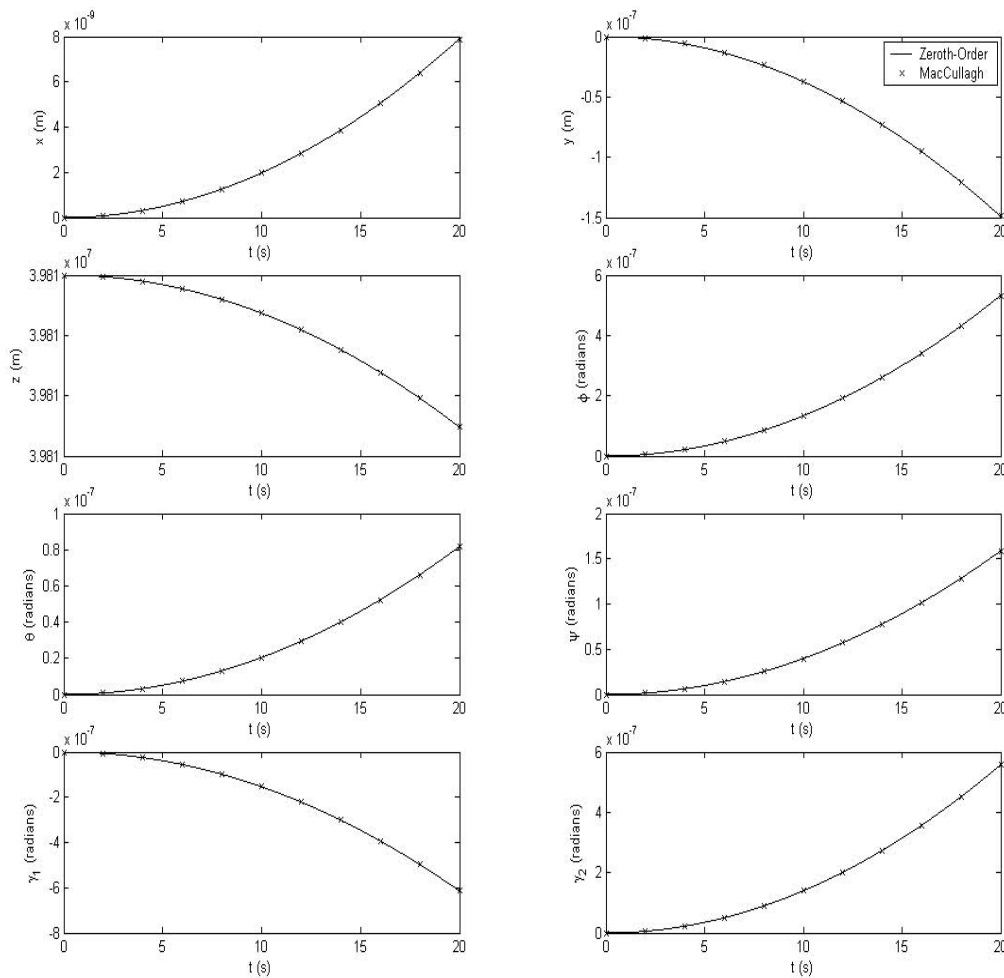 x 10^-9
8
6
4
2
0
x (m)
0 5 10 15 20
t (s)
x 10^-7
0
-0.5
-1
-1.5
y (m)
Zeroth-Order
MacCullagh
0 5 10 15 20
t (s)
x 10^7
3.981
3.981
3.981
3.981
z (m)
0 5 10 15 20
t (s)
x 10^-7
6
4
2
0
ϕ (radians)
0 5 10 15 20
t (s)
x 10^-7
1
0.8
0.6
0.4
0.2
0
θ (radians)
0 5 10 15 20
t (s)
x 10^-7
2
1.5
1
0.5
0
ψ (radians)
0 5 10 15 20
t (s)
x 10^-7
0
-2
-4
-6
-8
γ1 (radians)
0 5 10 15 20
t (s)
x 10^-7
6
4
2
0
γ2 (radians)
0 5 10 15 20
t (s)